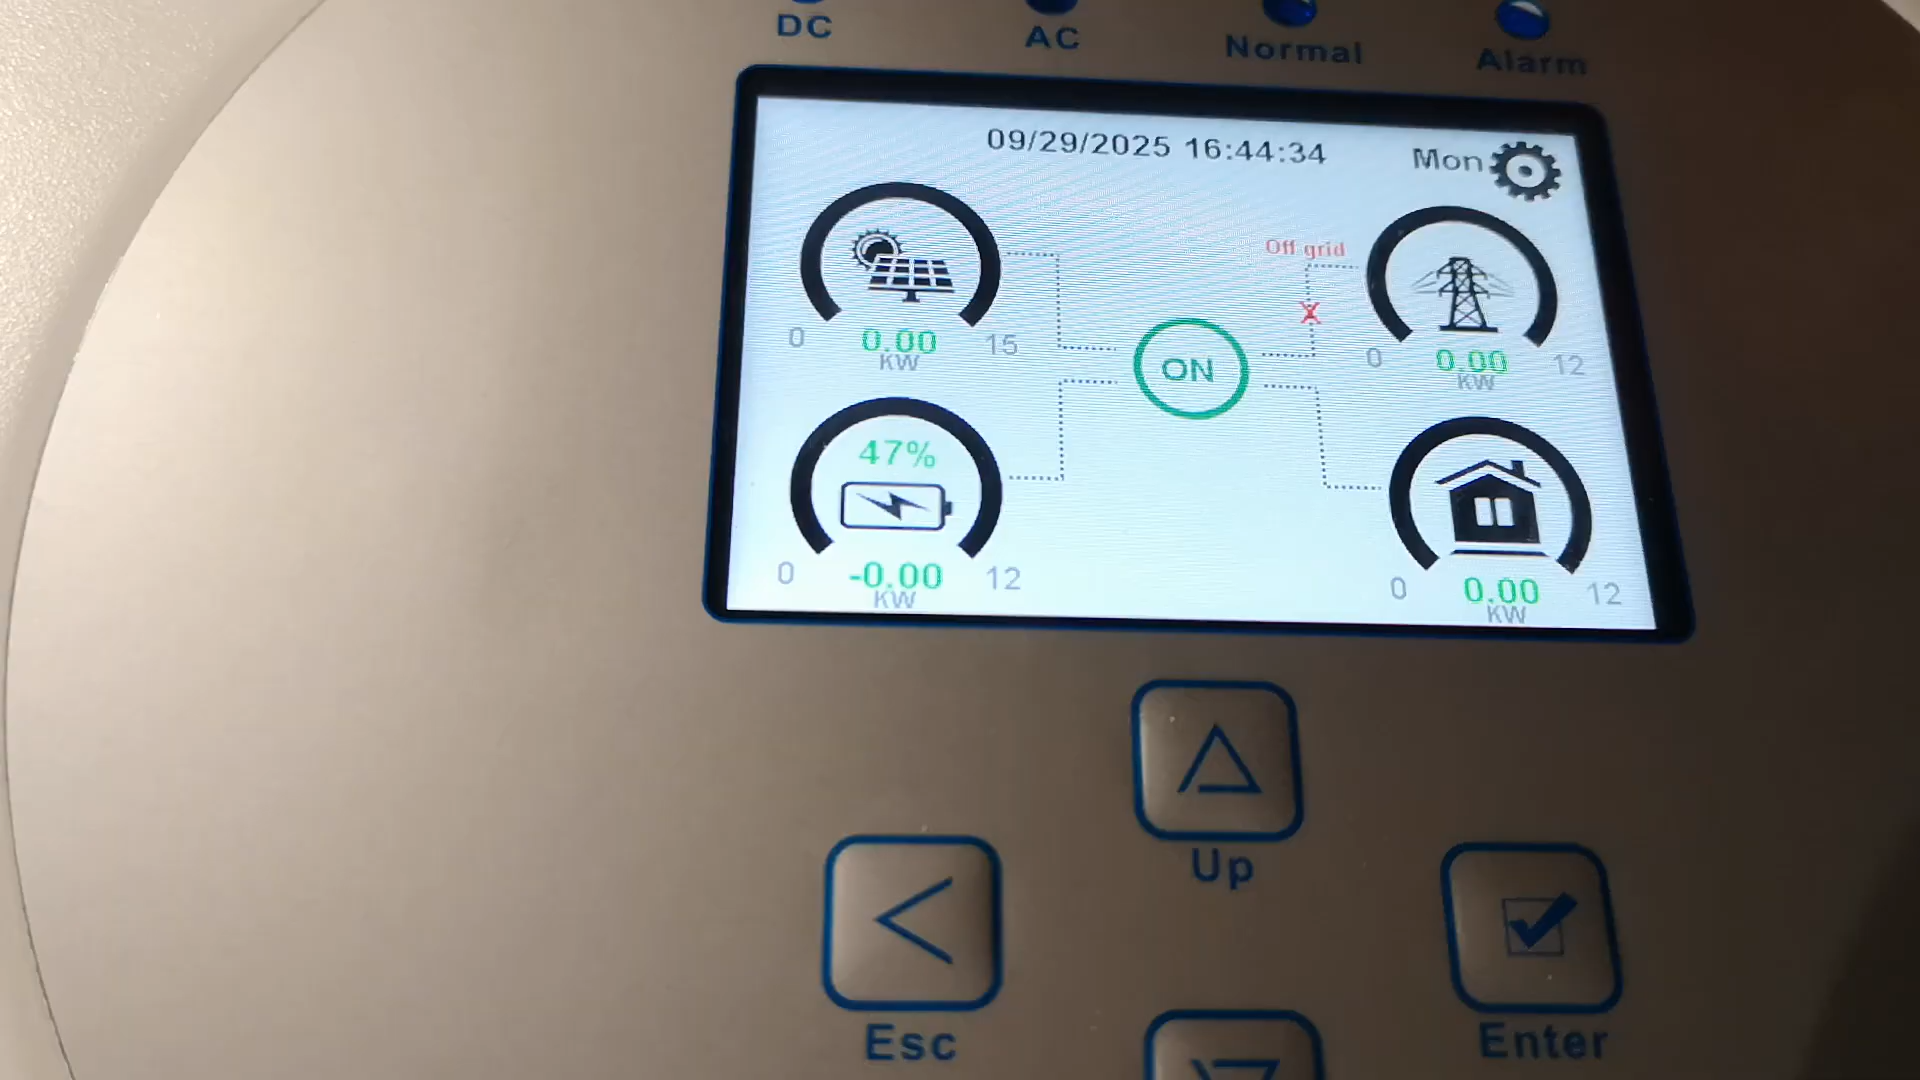 DC AC Normal Alarm
09/29/2025 16:44:34 Mon
Off grid
0 0.00 15
KW
0 0.00 12
KW
ON
47%
0 -0.00 12
KW
0 0.00 12
KW
Up
Esc
Enter